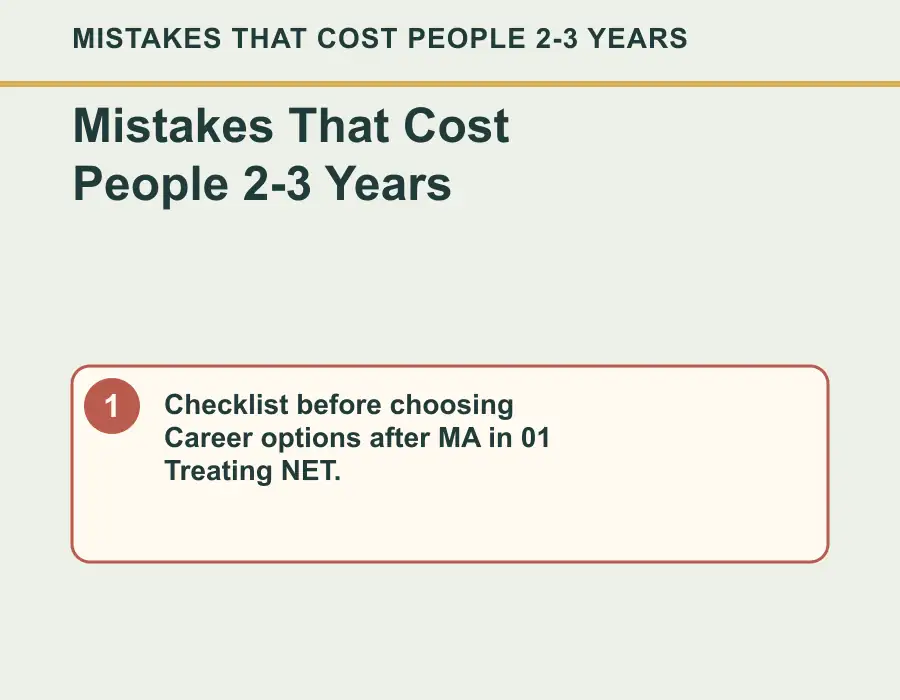 MISTAKES THAT COST PEOPLE 2-3 YEARS
Mistakes That Cost
People 2-3 Years
1
Checklist before choosing
Career options after MA in 01
Treating NET.